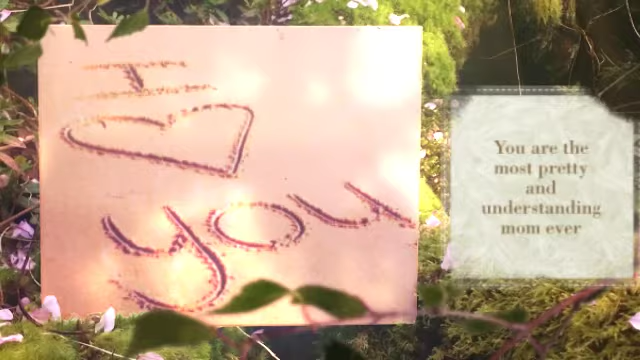 I
you
You are the
most pretty
and
understanding
mom ever